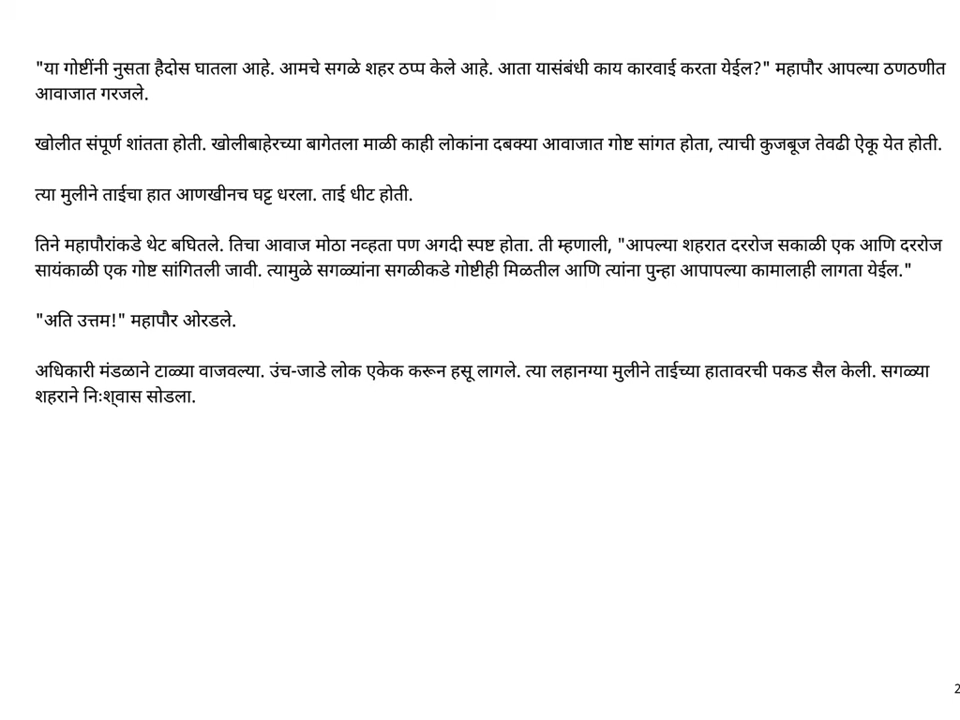 "या गोष्टींनी नुसता हैदोस घातला आहे. आमचे सगळे शहर ठप्प केले आहे. आता यासंबंधी काय कारवाई करता येईल?" महापौर आपल्या ठणठणीत
आवाजात गरजले.
खोलीत संपूर्ण शांतता होती. खोलीबाहेरच्या बागेतला माळी काही लोकांना दबक्या आवाजात गोष्ट सांगत होता, त्याची कुजबूज तेवढी ऐकू येत होती.
त्या मुलीने ताईचा हात आणखीनच घट्ट धरला. ताई धीट होती.
तिने महापौरांकडे थेट बघितले. तिचा आवाज मोठा नव्हता पण अगदी स्पष्ट होता. ती म्हणाली, "आपल्या शहरात दररोज सकाळी एक आणि दररोज
सायंकाळी एक गोष्ट सांगितली जावी. त्यामुळे सगळ्यांना सगळीकडे गोष्टीही मिळतील आणि त्यांना पुन्हा आपापल्या कामालाही लागता येईल."
"अति उत्तम!" महापौर ओरडले.
अधिकारी मंडळाने टाळ्या वाजवल्या. उंच-जाडे लोक एकेक करून हसू लागले. त्या लहानग्या मुलीने ताईच्या हातावरची पकड सैल केली. सगळ्या
शहराने निःश्वास सोडला.
2